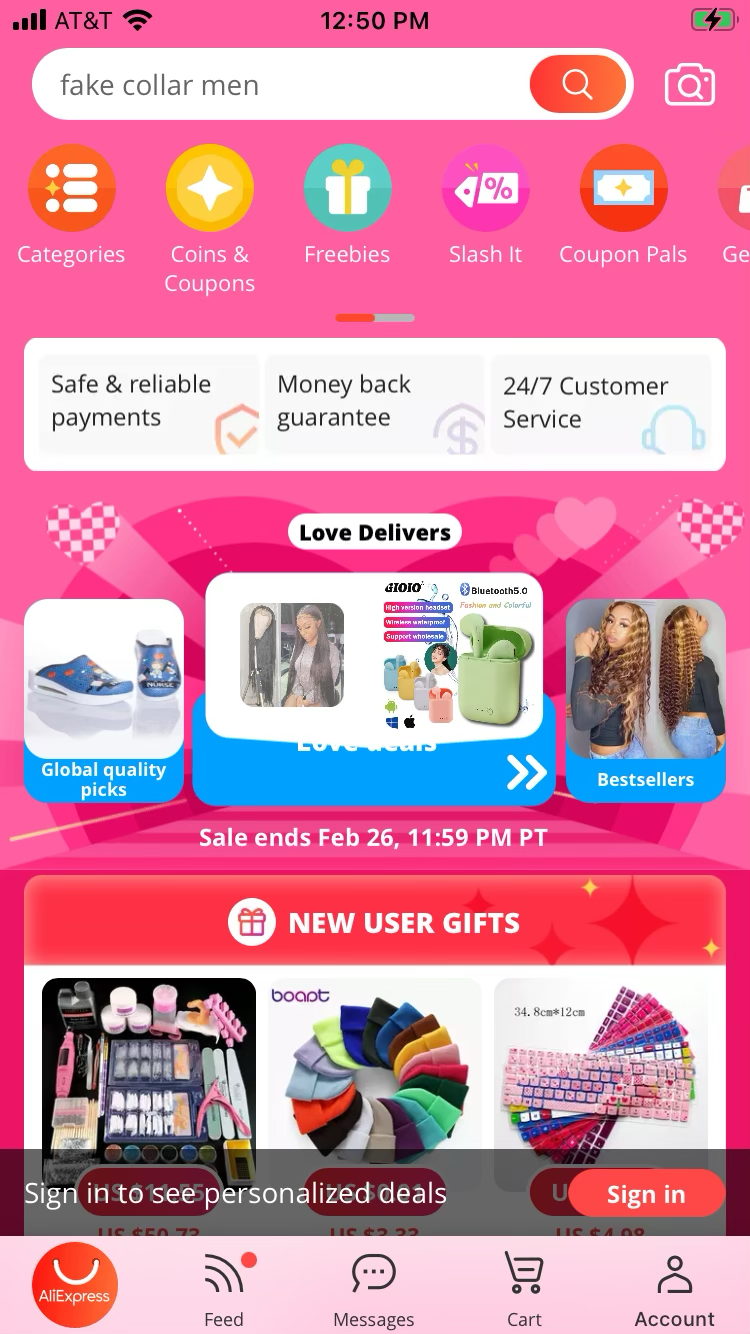 AT&T
12:50 PM
fake collar men
Categories
Coins &
Coupons
Freebies
Slash It
Coupon Pals
Ge
Safe & reliable
payments
Money back
guarantee
24/7 Customer
Service
Love Delivers
GIOIO
Bluetooth5.0
High version headset
Fashion and Colorful
Wireless waterproof
Support wholesale
NURSE
Love deals
Global quality
picks
Bestsellers
Sale ends Feb 26, 11:59 PM PT
NEW USER GIFTS
boapt
34.8cm*12cm
Sign in to see personalized deals
Sign in
US $50.73
US $3.33
US $4.98
AliExpress
Feed
Messages
Cart
Account